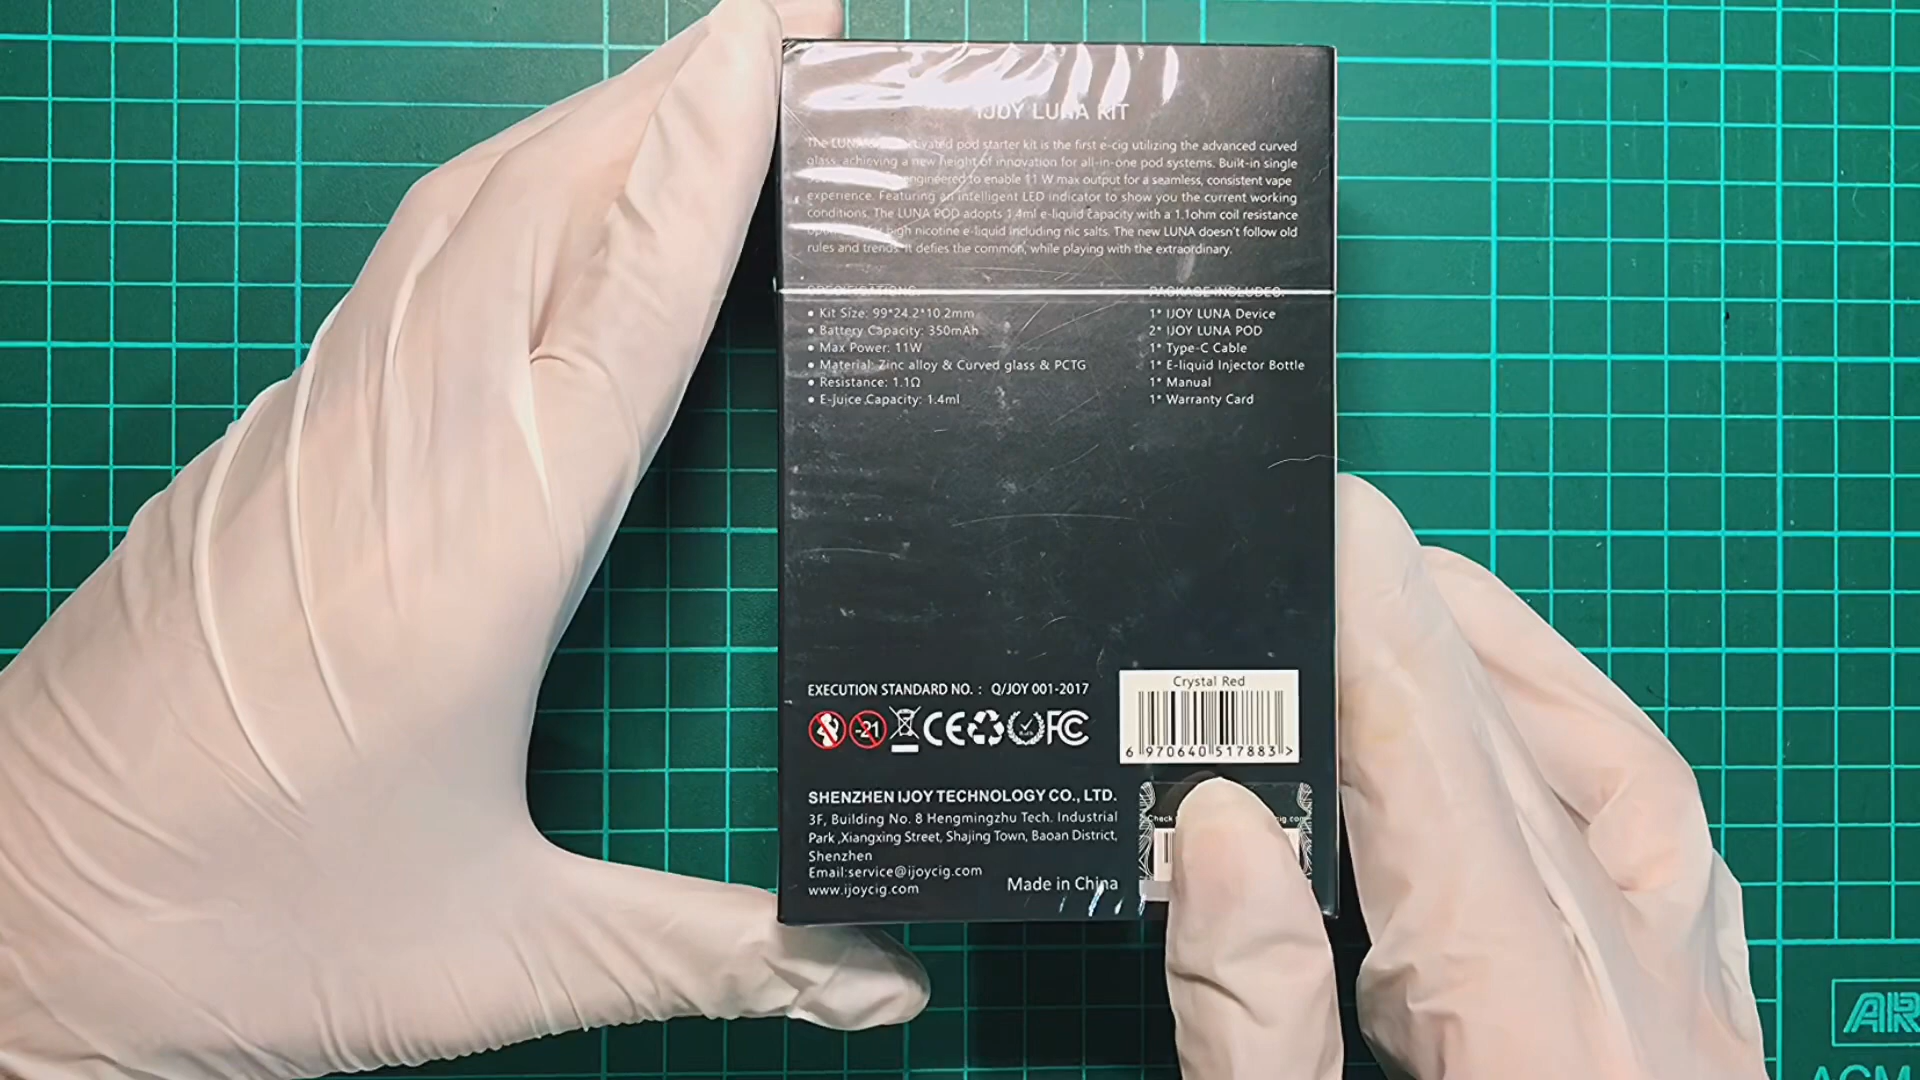 IJOY LUNA KIT
The LUNA pod starter kit is the first e-cig utilizing the advanced curved
glass, achieving a new height of innovation for all-in-one pod systems. Built-in single
engineered to enable 11 W max output for a seamless, consistent vape
experience. Featuring an intelligent LED indicator to show you the current working
conditions. The LUNA POD adopts 1.4ml e-liquid capacity with a 1.1ohm coil resistance
for high nicotine e-liquid including nic salts. The new LUNA doesn't follow old
rules and trends. It defies the common, while playing with the extraordinary.
SPECIFICATIONS:
• Kit Size: 99*24.2*10.2mm
• Battery Capacity: 350mAh
• Max Power: 11W
• Material: Zinc alloy & Curved glass & PCTG
• Resistance: 1.1Ω
• E-juice Capacity: 1.4ml
PACKAGE INCLUDED:
1* IJOY LUNA Device
2* IJOY LUNA POD
1* Type-C Cable
1* E-liquid Injector Bottle
1* Manual
1* Warranty Card
EXECUTION STANDARD NO. : Q/JOY 001-2017
-21 CE FC
Crystal Red
6 970640 517883 >
SHENZHEN IJOY TECHNOLOGY CO., LTD.
3F, Building No. 8 Hengmingzhu Tech. Industrial
Park ,Xiangxing Street, Shajing Town, Baoan District,
Shenzhen
Email:service@ijoycig.com
www.ijoycig.com
Made in China
Check